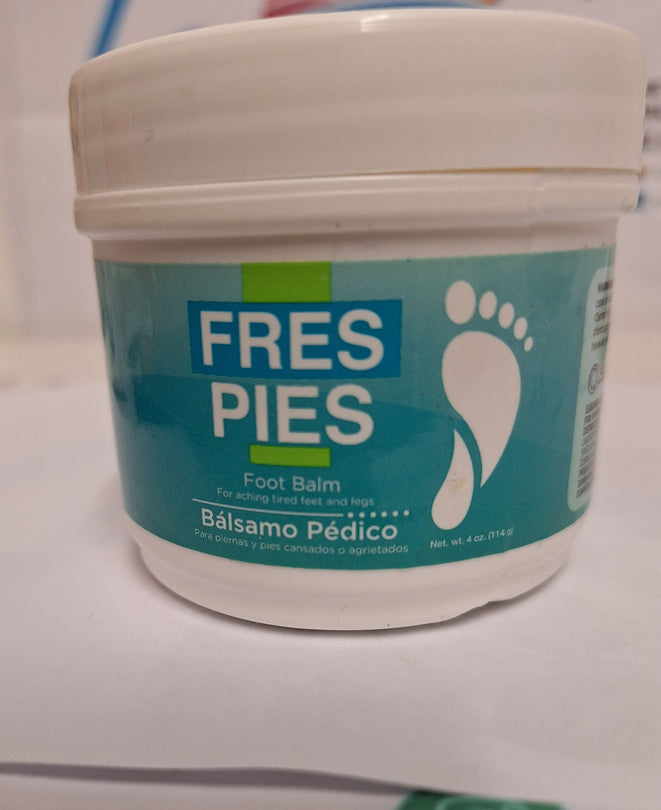 FRES
PIES
Foot Balm
For aching tired feet and legs
Bálsamo Pédico
Para piernas y pies cansados o agrietados
Net. wt. 4 oz. (114 g)